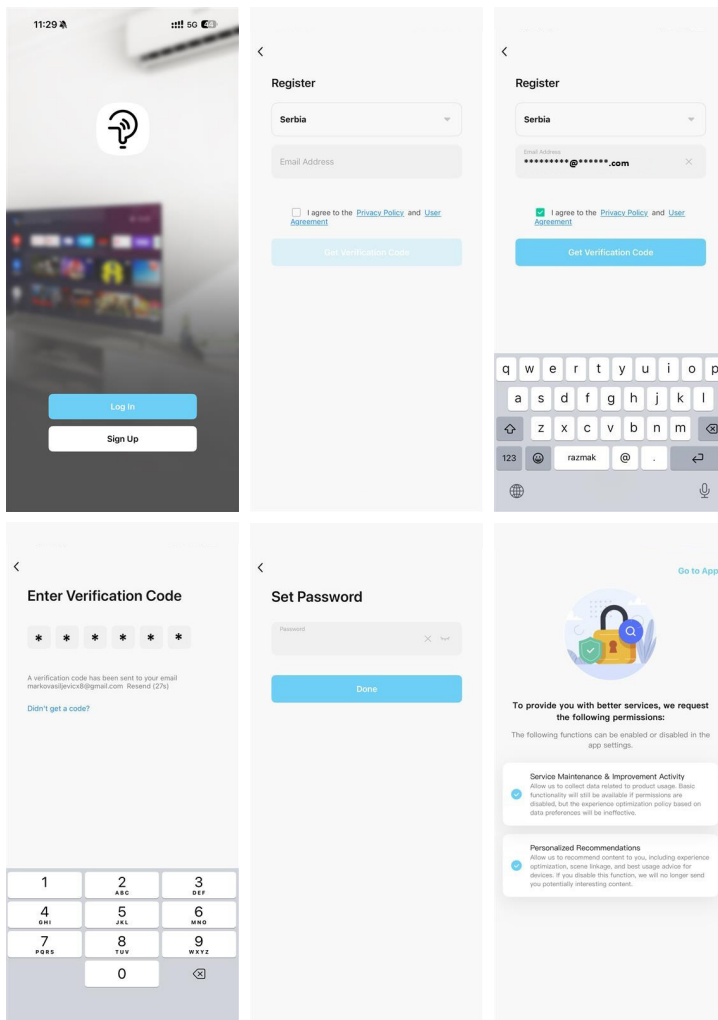 11:29
5G
Log In
Sign Up
Register
Serbia
Email Address
I agree to the Privacy Policy and User
Agreement
Get Verification Code
Register
Serbia
Email Address
*********@******.com
I agree to the Privacy Policy and User
Agreement
Get Verification Code
q w e r t y u i o p
a s d f g h j k l
z x c v b n m
123 razmak @ .
Enter Verification Code
* * * * * *
A verification code has been sent to your email
markovasiljevicx8@gmail.com Resend (27s)
Didn't get a code?
1 2 3
ABC DEF
4 5 6
GHI JKL MNO
7 8 9
PQRS TUV WXYZ
0
Set Password
Password
Done
Go to App
To provide you with better services, we request
the following permissions:
The following functions can be enabled or disabled in the
app settings.
Service Maintenance & Improvement Activity
Allow us to collect data related to product usage. Basic
functionality will still be available if permissions are
disabled, but the experience optimization policy based on
data preferences will be ineffective.
Personalized Recommendations
Allow us to recommend content to you, including experience
optimization, scene linkage, and best usage advice for
devices. If you disable this function, we will no longer send
you potentially interesting content.